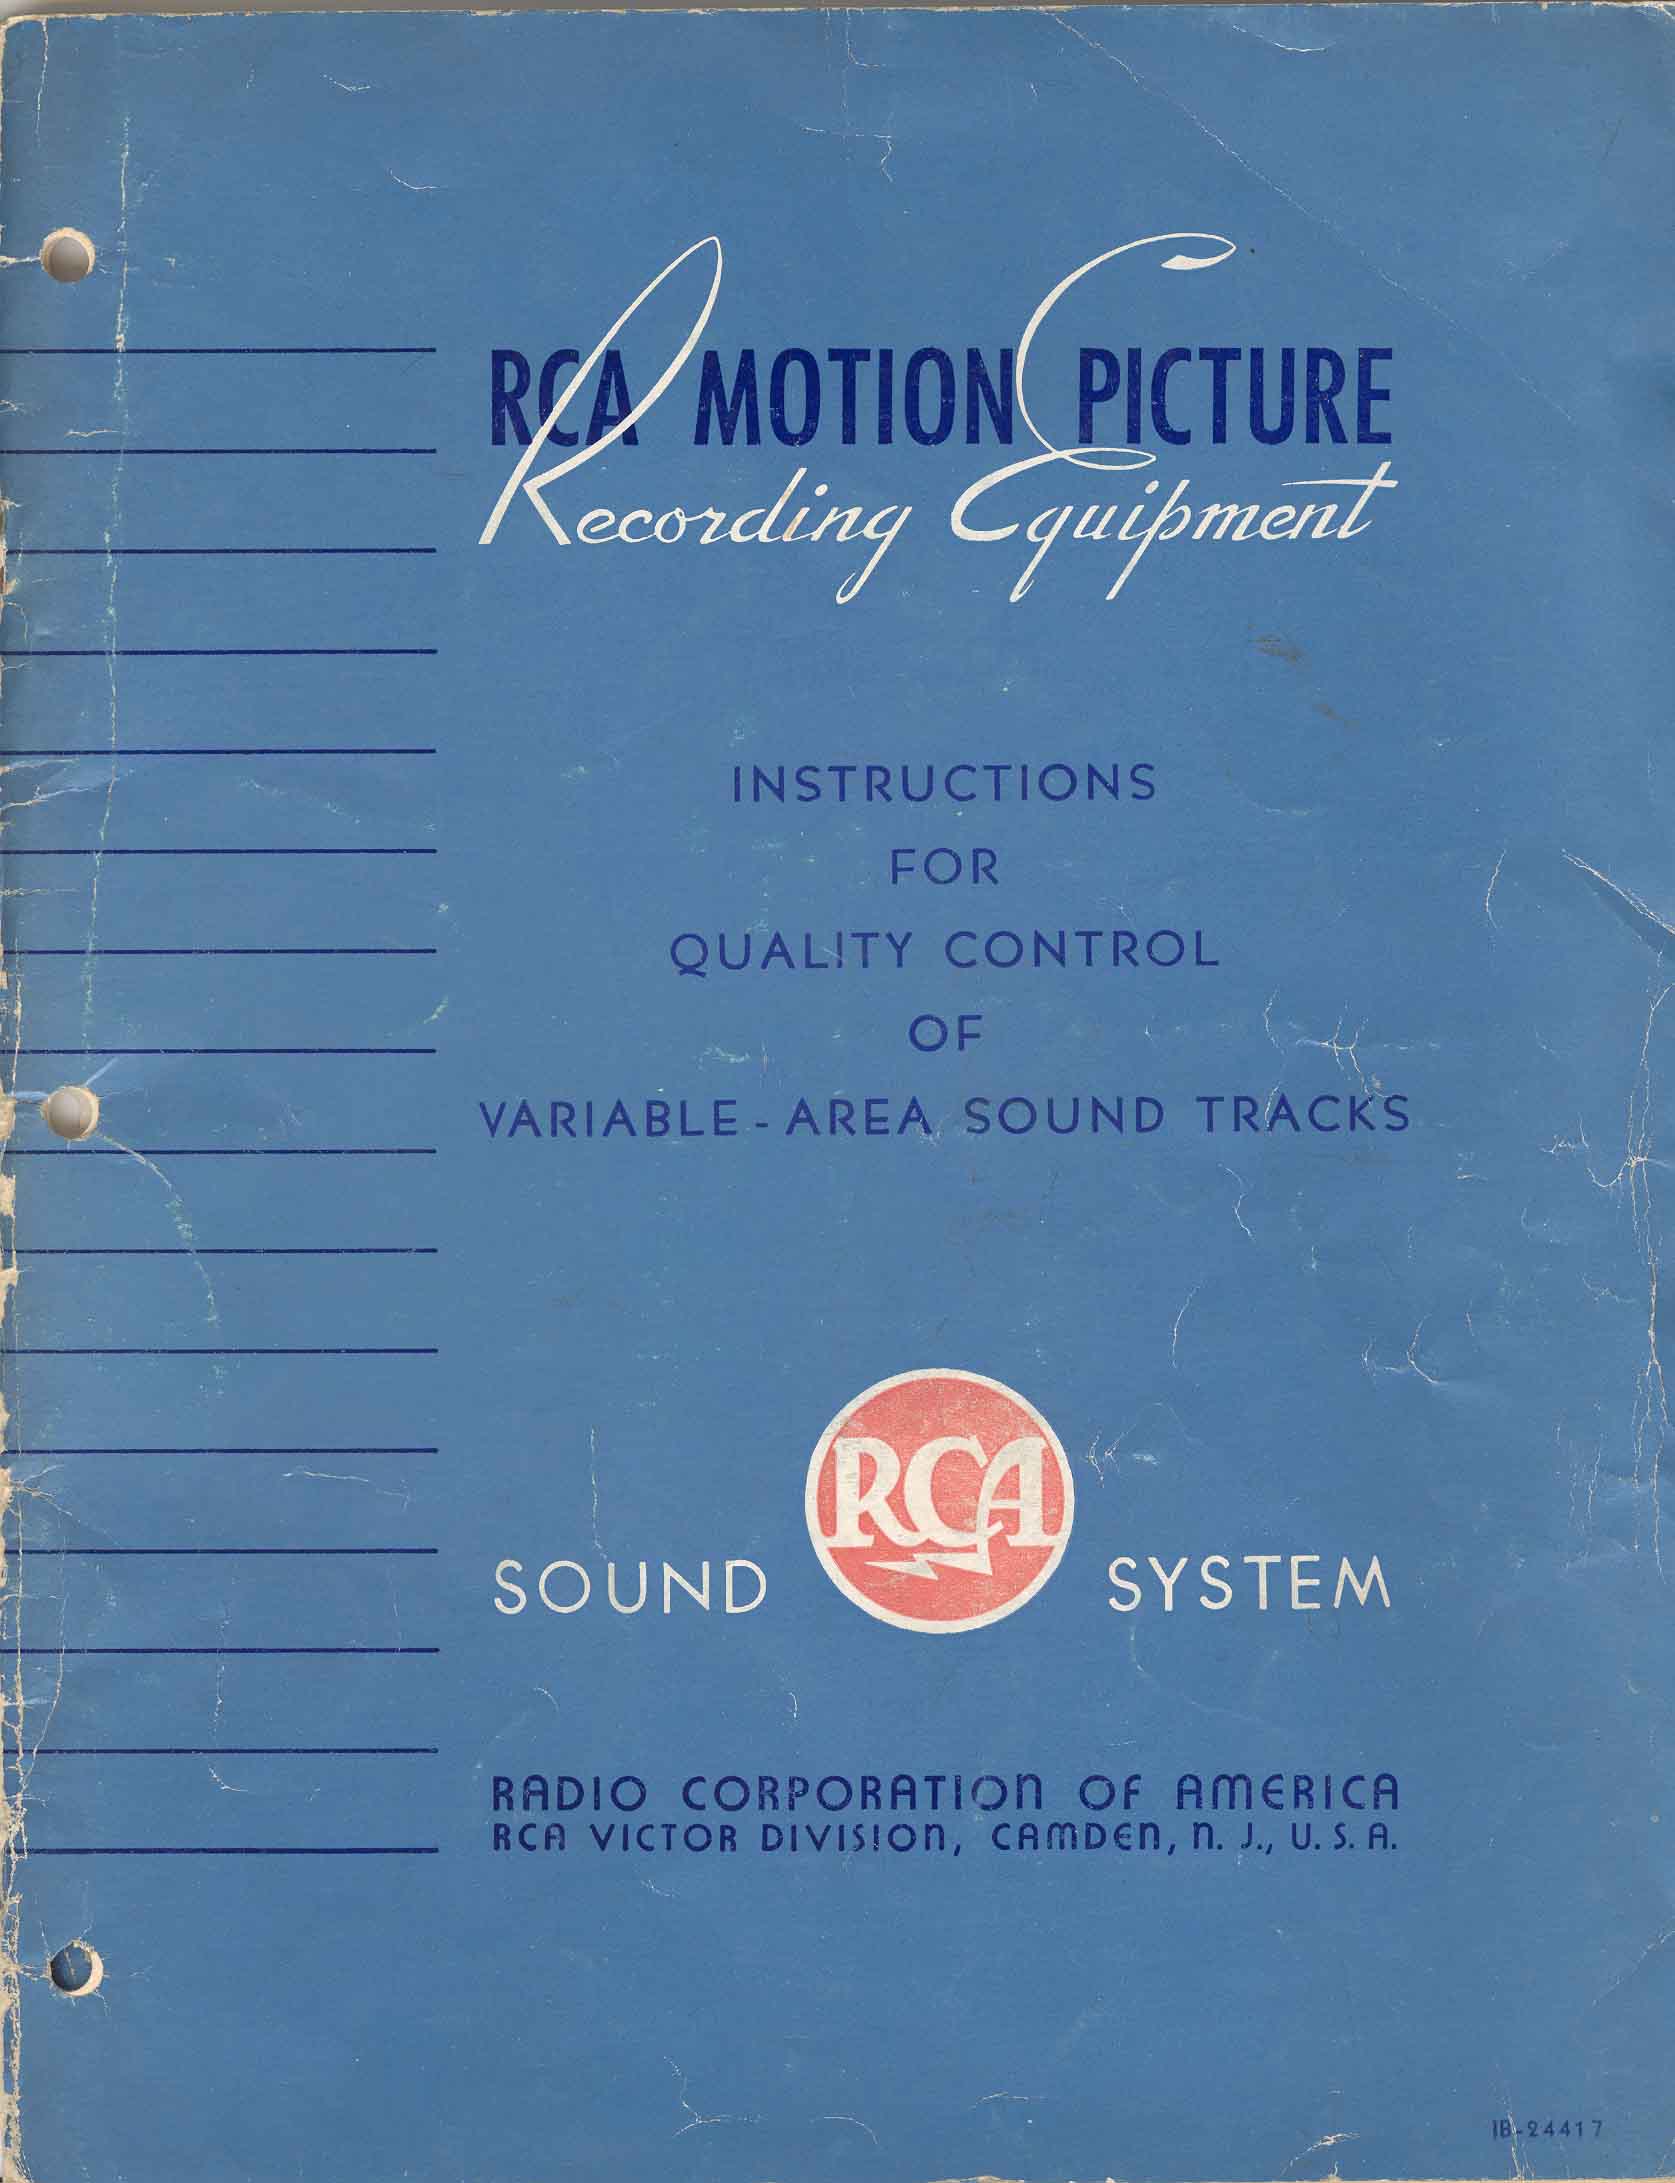 RCA MOTION PICTURE
Recording Equipment
INSTRUCTIONS
FOR
QUALITY CONTROL
OF
VARIABLE-AREA SOUND TRACKS
RCA
SOUND SYSTEM
RADIO CORPORATION OF AMERICA
RCA VICTOR DIVISION, CAMDEN, N. J., U. S. A.
IB-24417